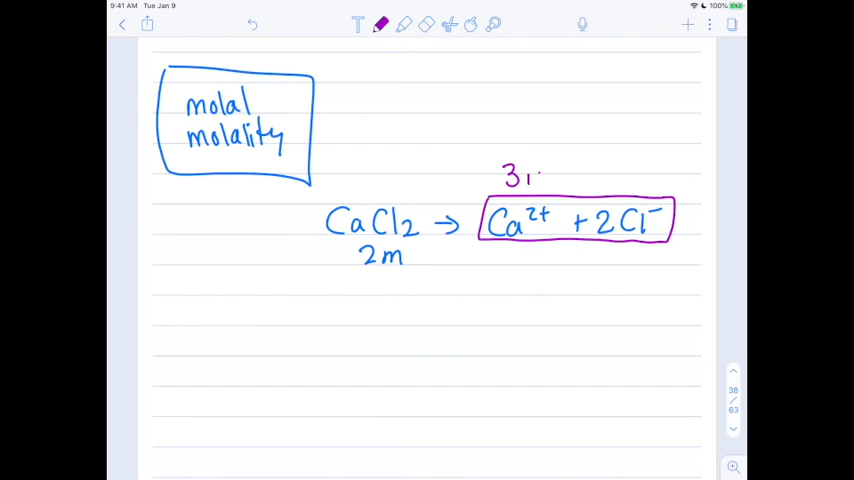 9:41 AM Tue Jan 9
100%
T
molal
molality
3
CaCl₂ → Ca²⁺ + 2Cl⁻
2m
38
/
63